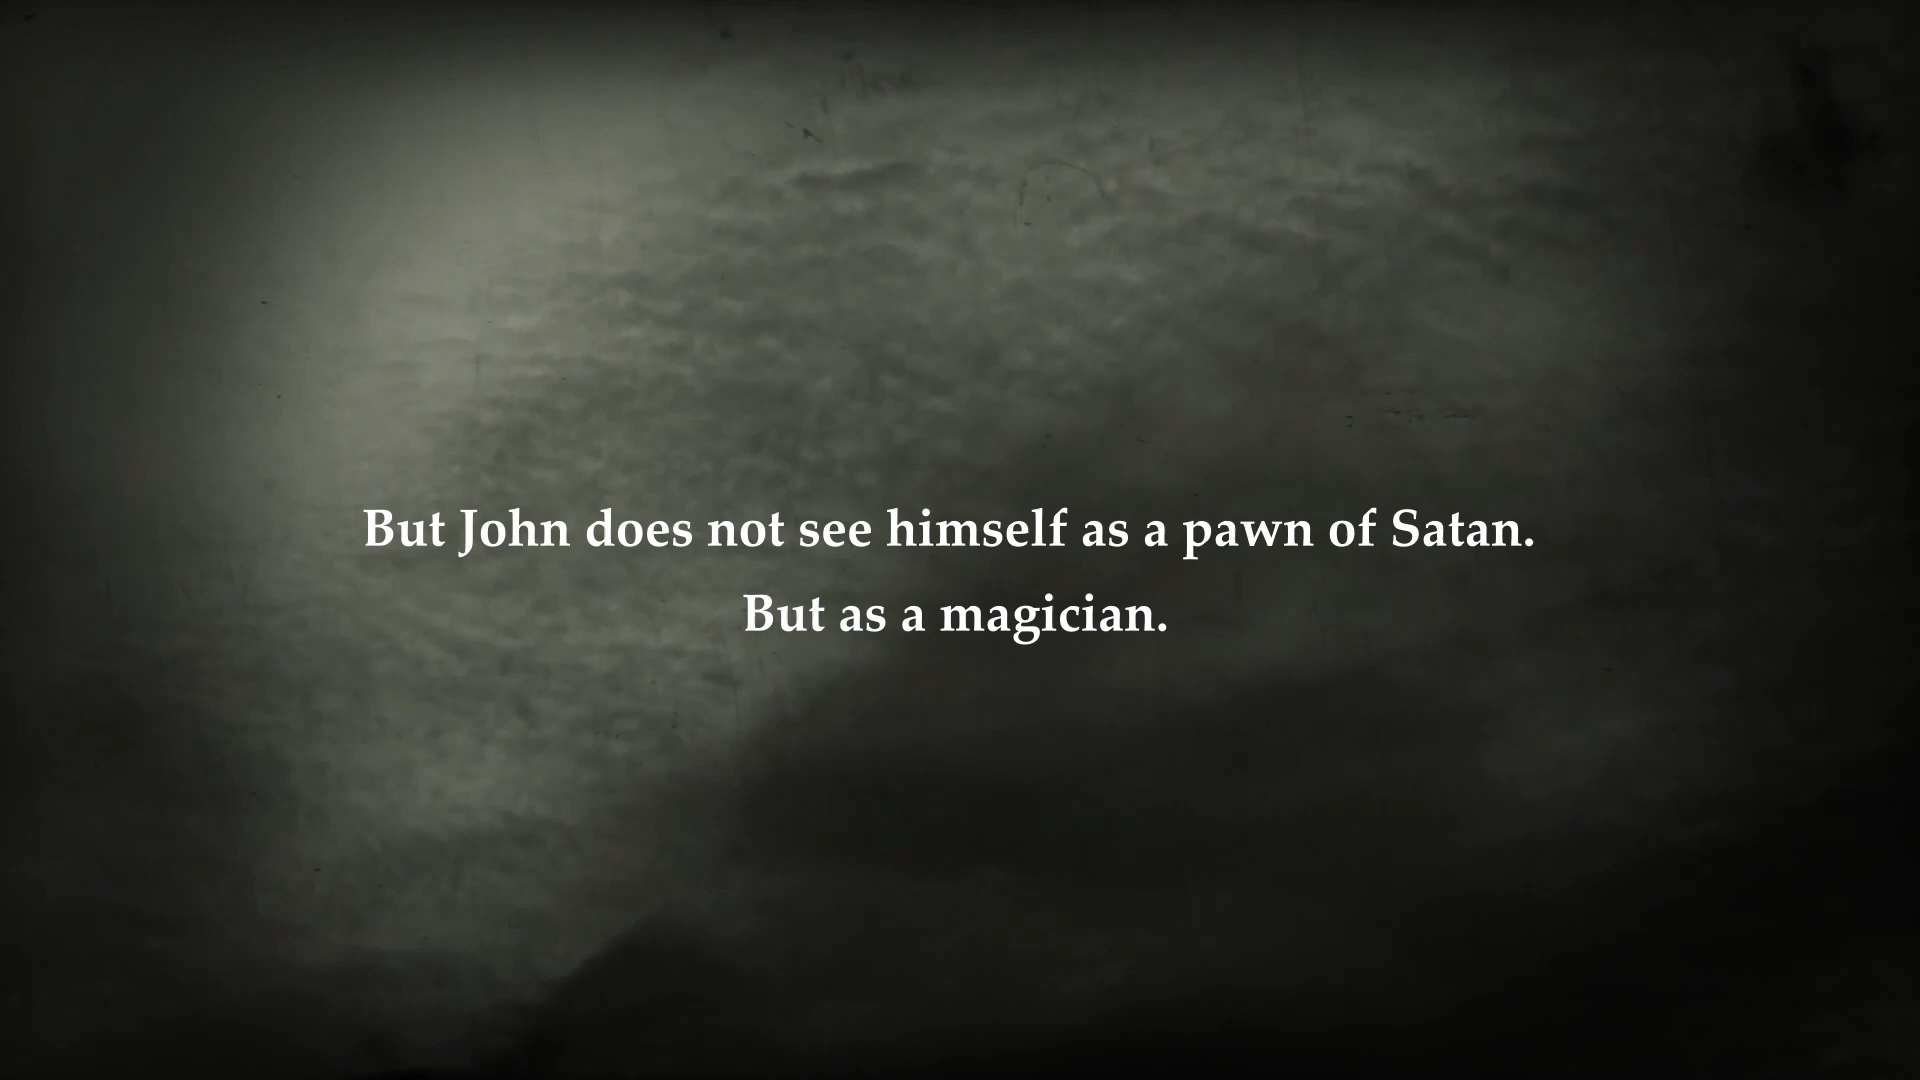 But John does not see himself as a pawn of Satan.
But as a magician.